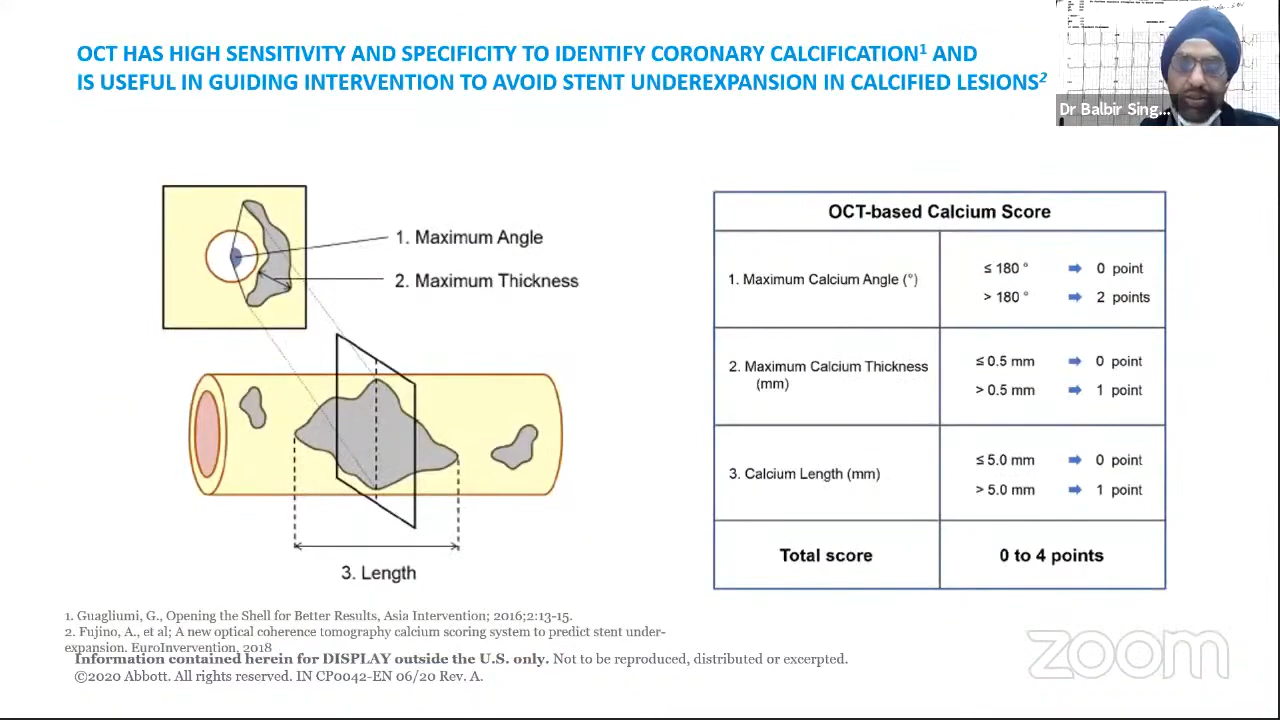 OCT HAS HIGH SENSITIVITY AND SPECIFICITY TO IDENTIFY CORONARY CALCIFICATION¹ AND
IS USEFUL IN GUIDING INTERVENTION TO AVOID STENT UNDEREXPANSION IN CALCIFIED LESIONS²
Dr Balbir Sing...
1. Maximum Angle
2. Maximum Thickness
3. Length
OCT-based Calcium Score
1. Maximum Calcium Angle (°)
≤ 180 ° ➡ 0 point
> 180 ° ➡ 2 points
2. Maximum Calcium Thickness
(mm)
≤ 0.5 mm ➡ 0 point
> 0.5 mm ➡ 1 point
3. Calcium Length (mm)
≤ 5.0 mm ➡ 0 point
> 5.0 mm ➡ 1 point
Total score 0 to 4 points
1. Guagliumi, G., Opening the Shell for Better Results, Asia Intervention; 2016;2:13-15.
2. Fujino, A., et al; A new optical coherence tomography calcium scoring system to predict stent under-
expansion. EuroInvervention, 2018
Information contained herein for DISPLAY outside the U.S. only. Not to be reproduced, distributed or excerpted.
©2020 Abbott. All rights reserved. IN CP0042-EN 06/20 Rev. A.
zoom